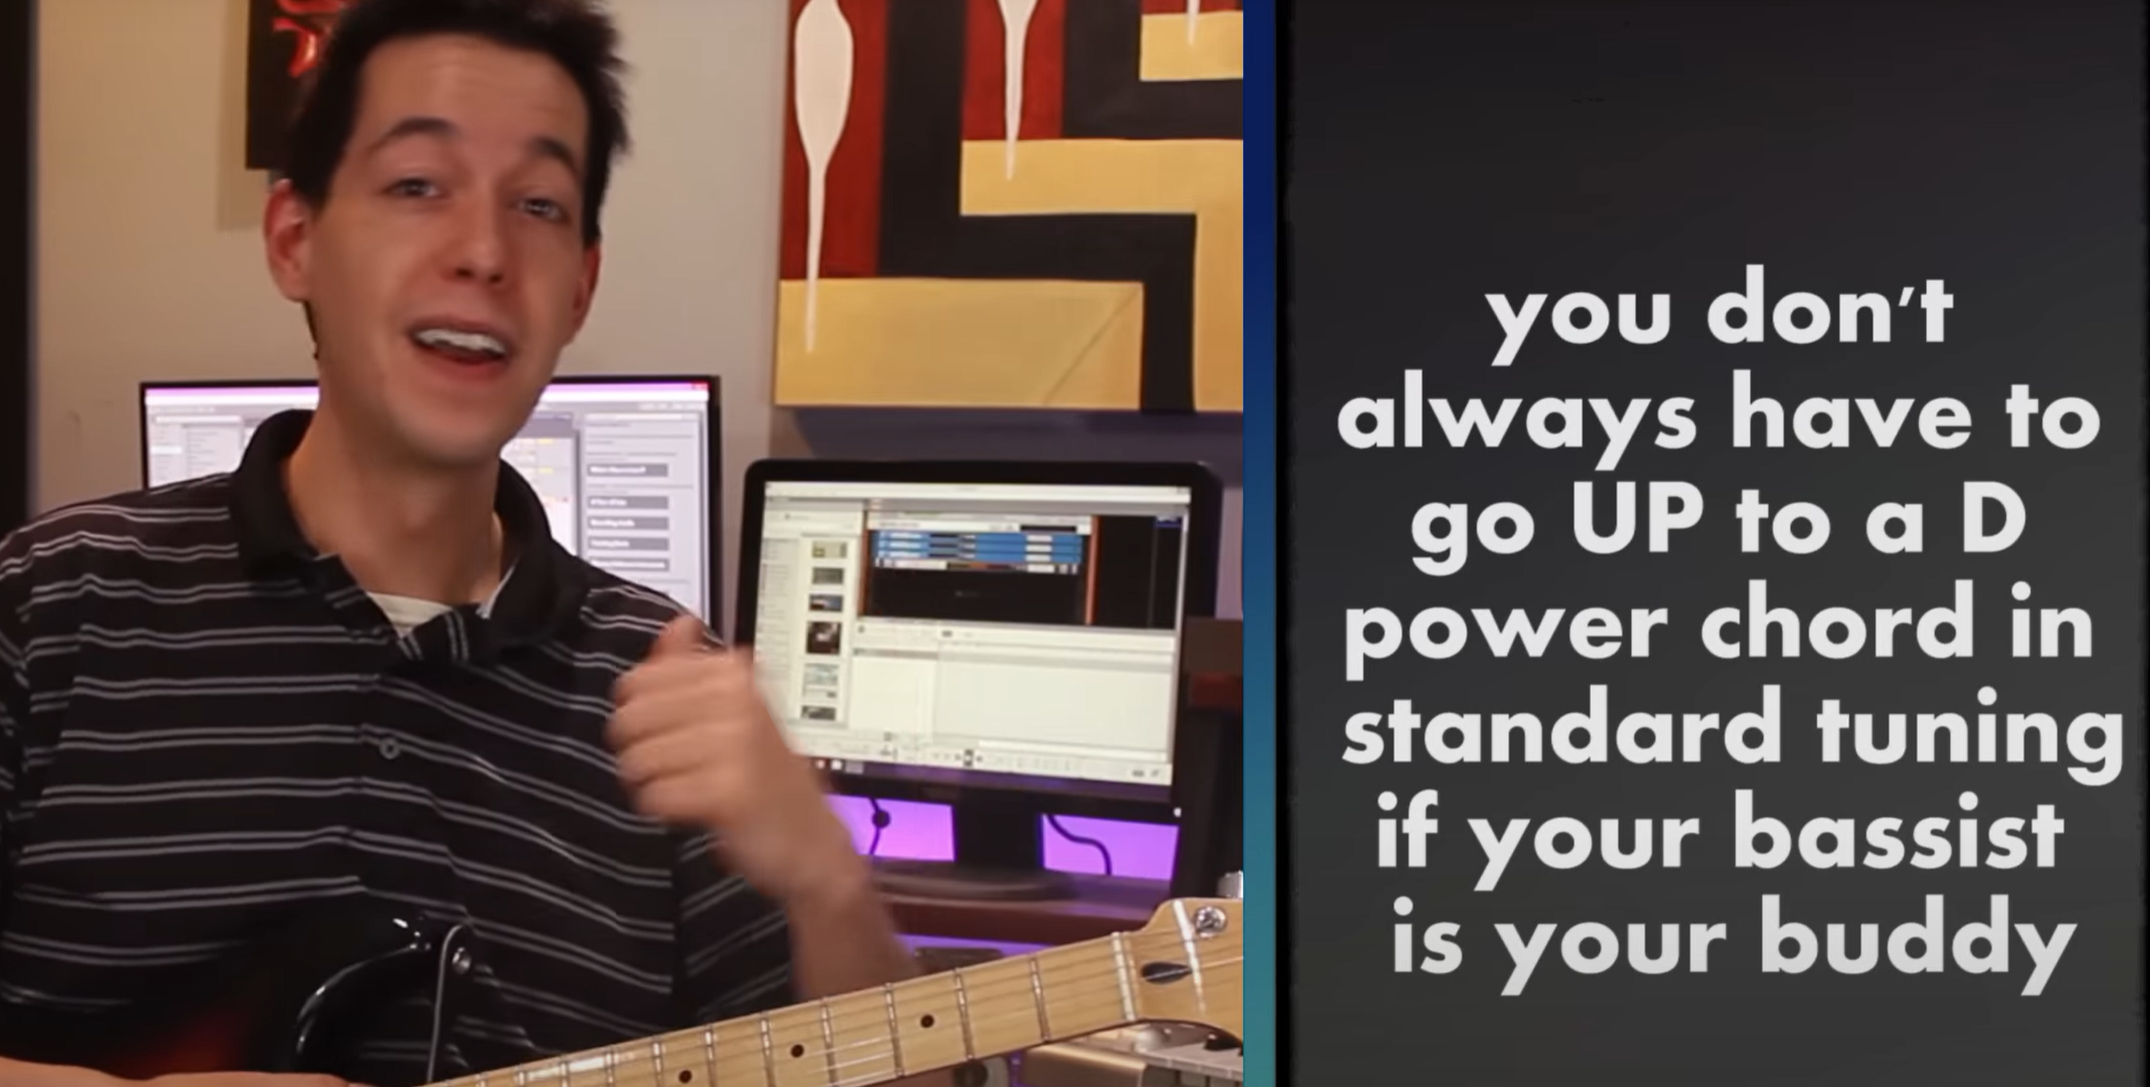 you don't
always have to
go UP to a D
power chord in
standard tuning
if your bassist
is your buddy